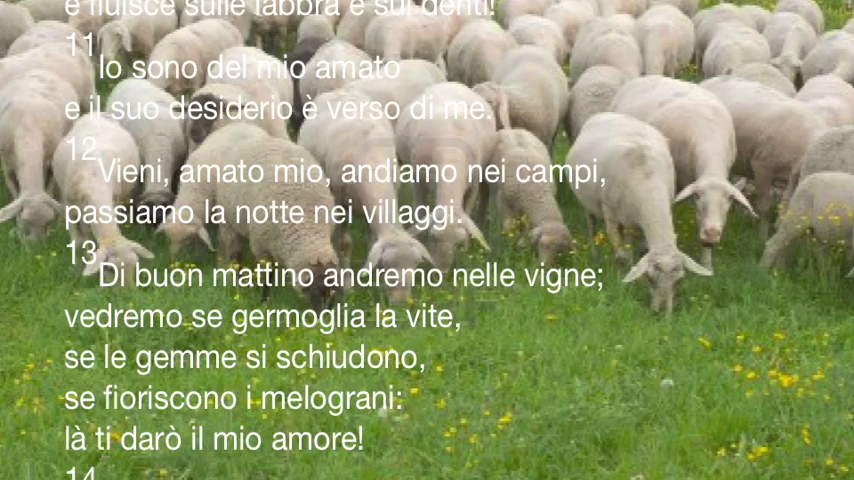 e fluisce sulle labbra e sui denti!
11
Io sono del mio amato
e il suo desiderio è verso di me.
12
Vieni, amato mio, andiamo nei campi,
passiamo la notte nei villaggi.
13
Di buon mattino andremo nelle vigne;
vedremo se germoglia la vite,
se le gemme si schiudono,
se fioriscono i melograni:
là ti darò il mio amore!
14